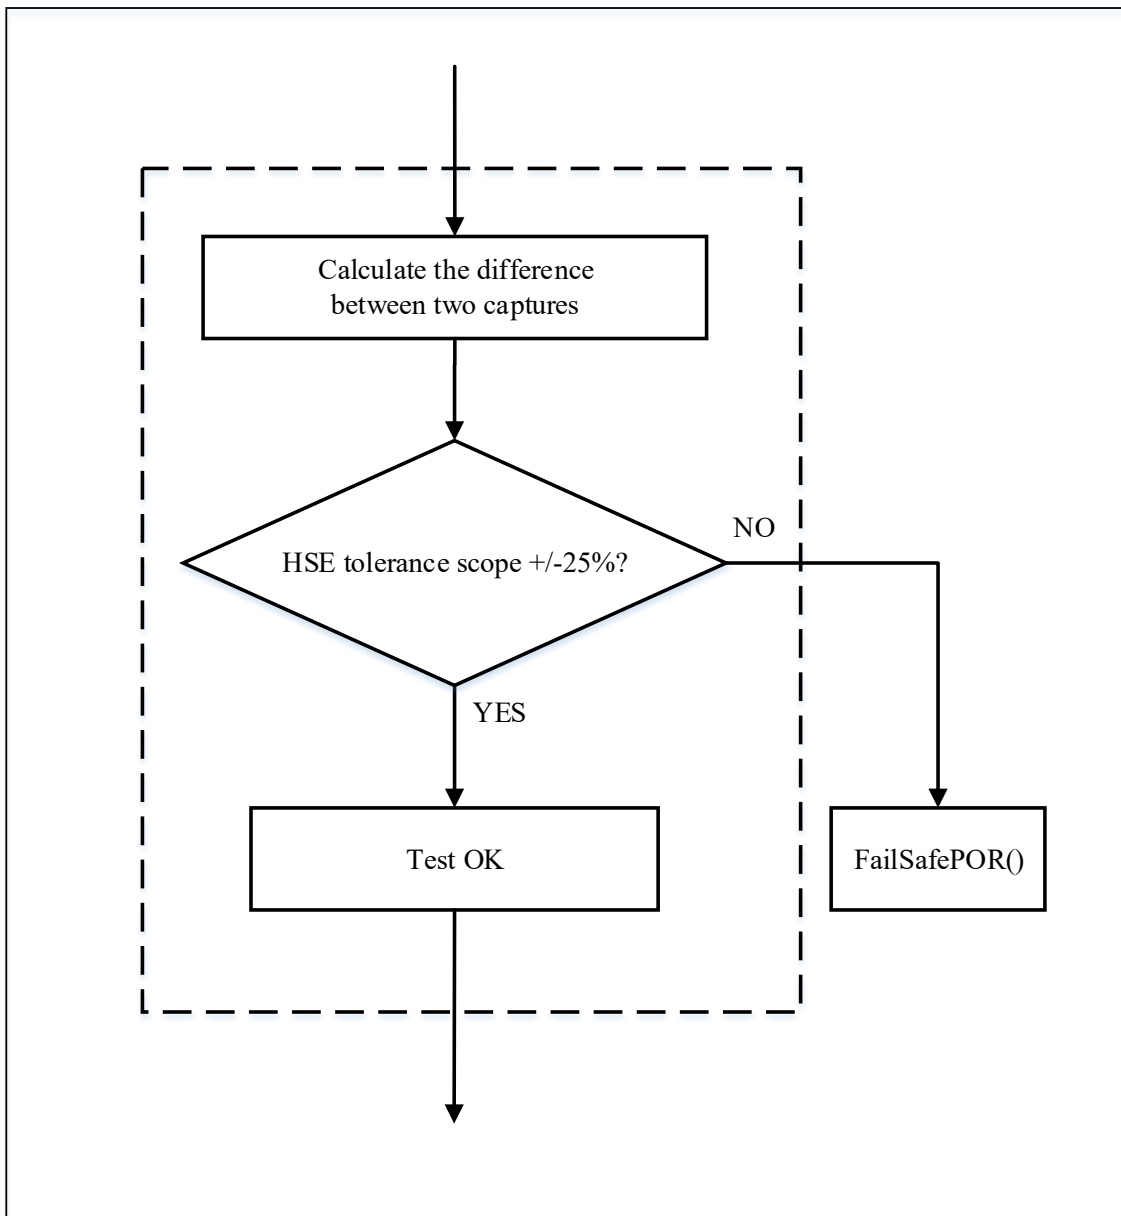 Calculate the difference
between two captures
NO
HSE tolerance scope +/-25%?
YES
Test OK
FailSafePOR()